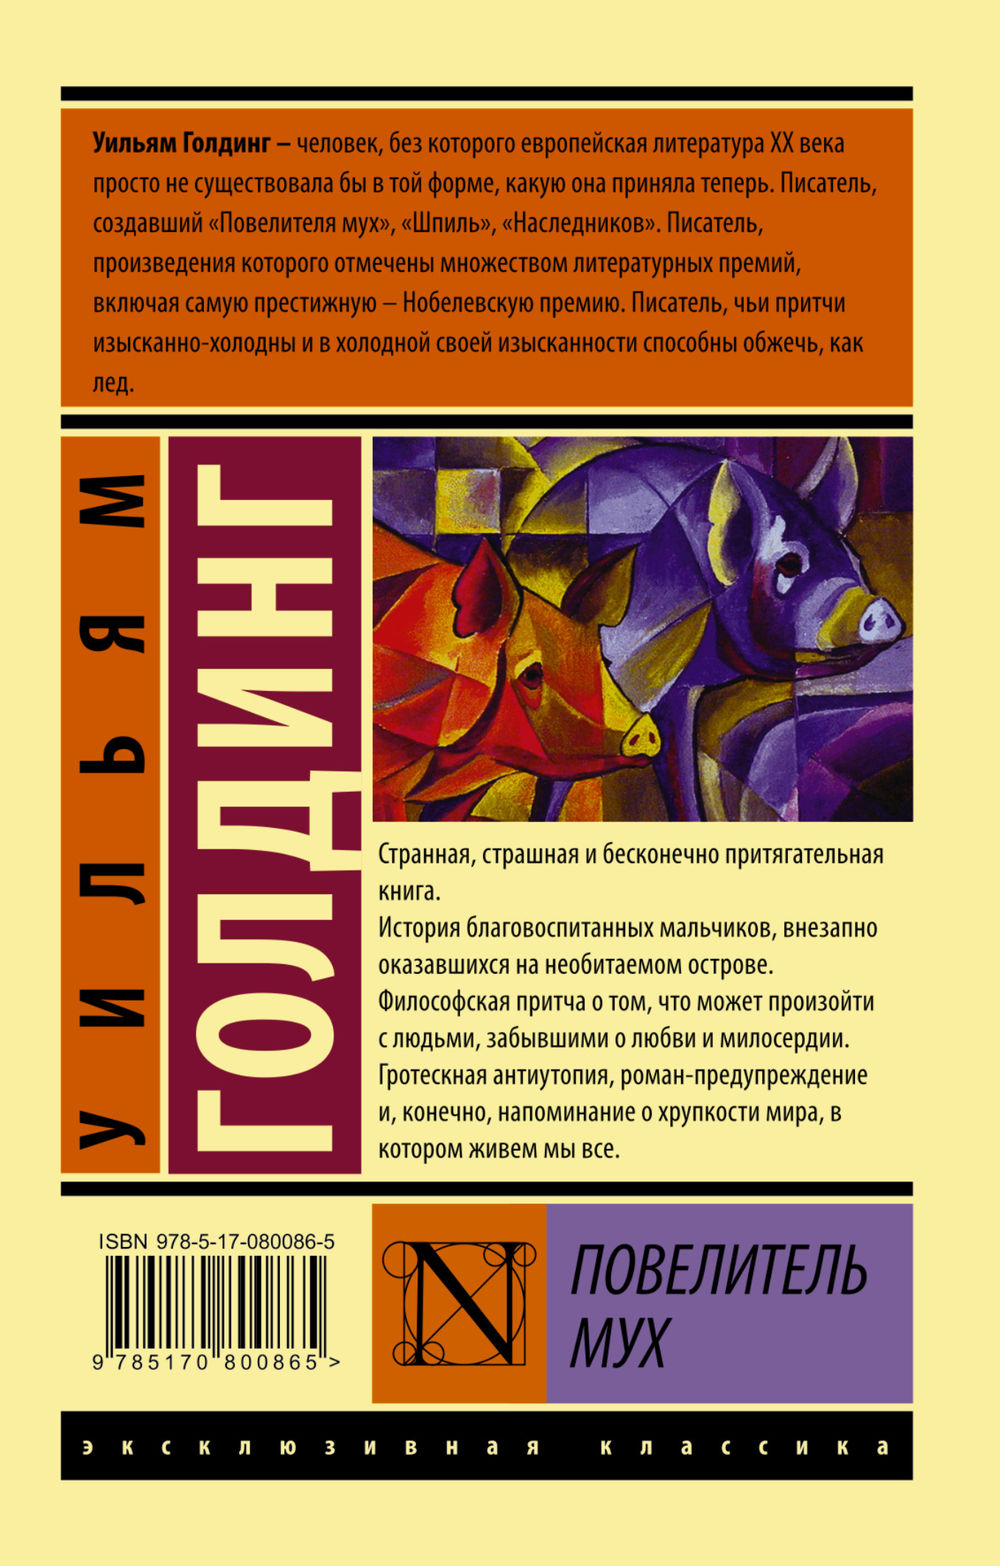 Уильям Голдинг – человек, без которого европейская литература XX века
просто не существовала бы в той форме, какую она приняла теперь. Писатель,
создавший «Повелителя мух», «Шпиль», «Наследников». Писатель,
произведения которого отмечены множеством литературных премий,
включая самую престижную – Нобелевскую премию. Писатель, чьи притчи
изысканно-холодны и в холодной своей изысканности способны обжечь, как
лед.
УИЛЬЯМ
ГОЛДИНГ
Странная, страшная и бесконечно притягательная
книга.
История благовоспитанных мальчиков, внезапно
оказавшихся на необитаемом острове.
Философская притча о том, что может произойти
с людьми, забывшими о любви и милосердии.
Гротескная антиутопия, роман-предупреждение
и, конечно, напоминание о хрупкости мира, в
котором живем мы все.
ISBN 978-5-17-080086-5
9 785170 800865 >
N
ПОВЕЛИТЕЛЬ
МУХ
эксклюзивная классика